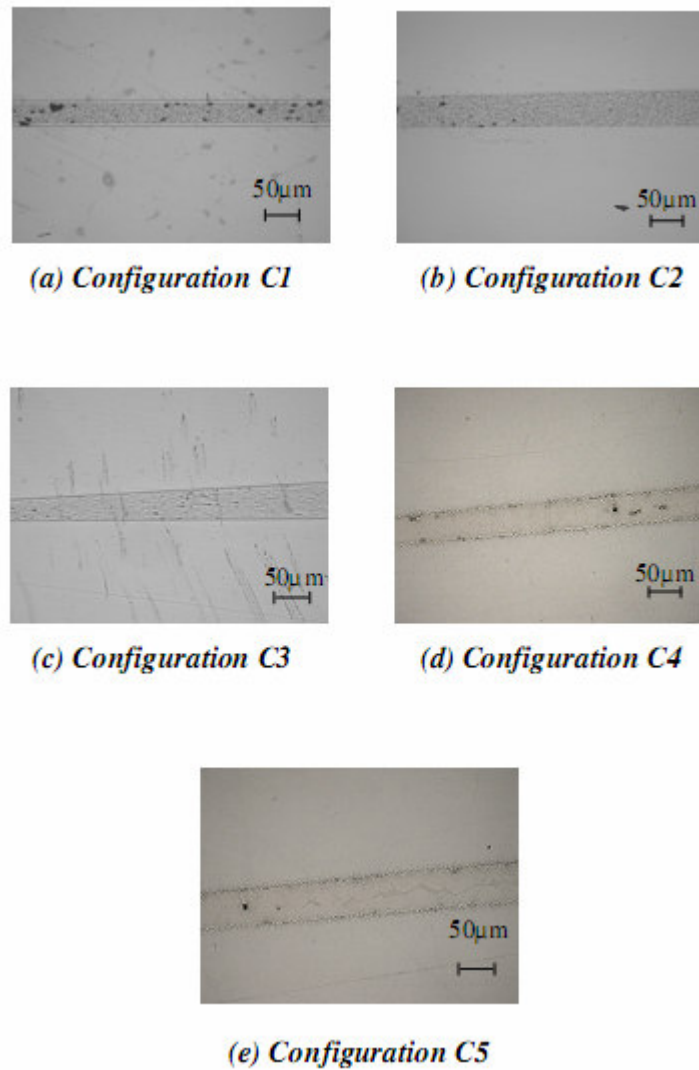 50μm
50μm
(a) Configuration C1
(b) Configuration C2
50μm
50μm
(c) Configuration C3
(d) Configuration C4
50μm
(e) Configuration C5